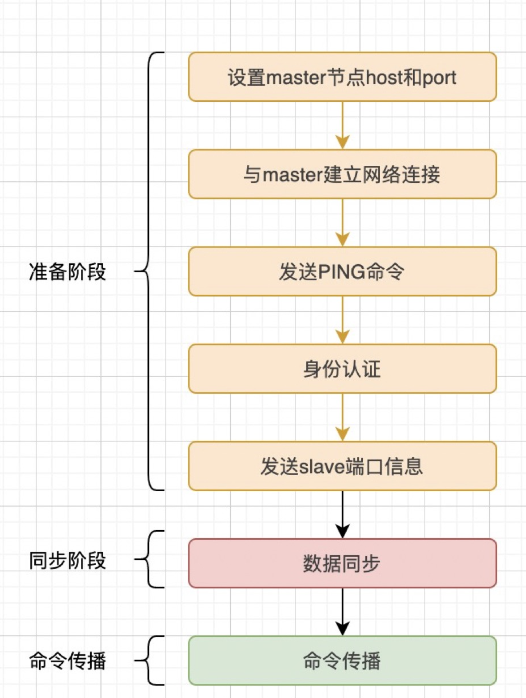 设置master节点host和port
与master建立网络连接
准备阶段
发送PING命令
身份认证
发送slave端口信息
同步阶段
数据同步
命令传播
命令传播